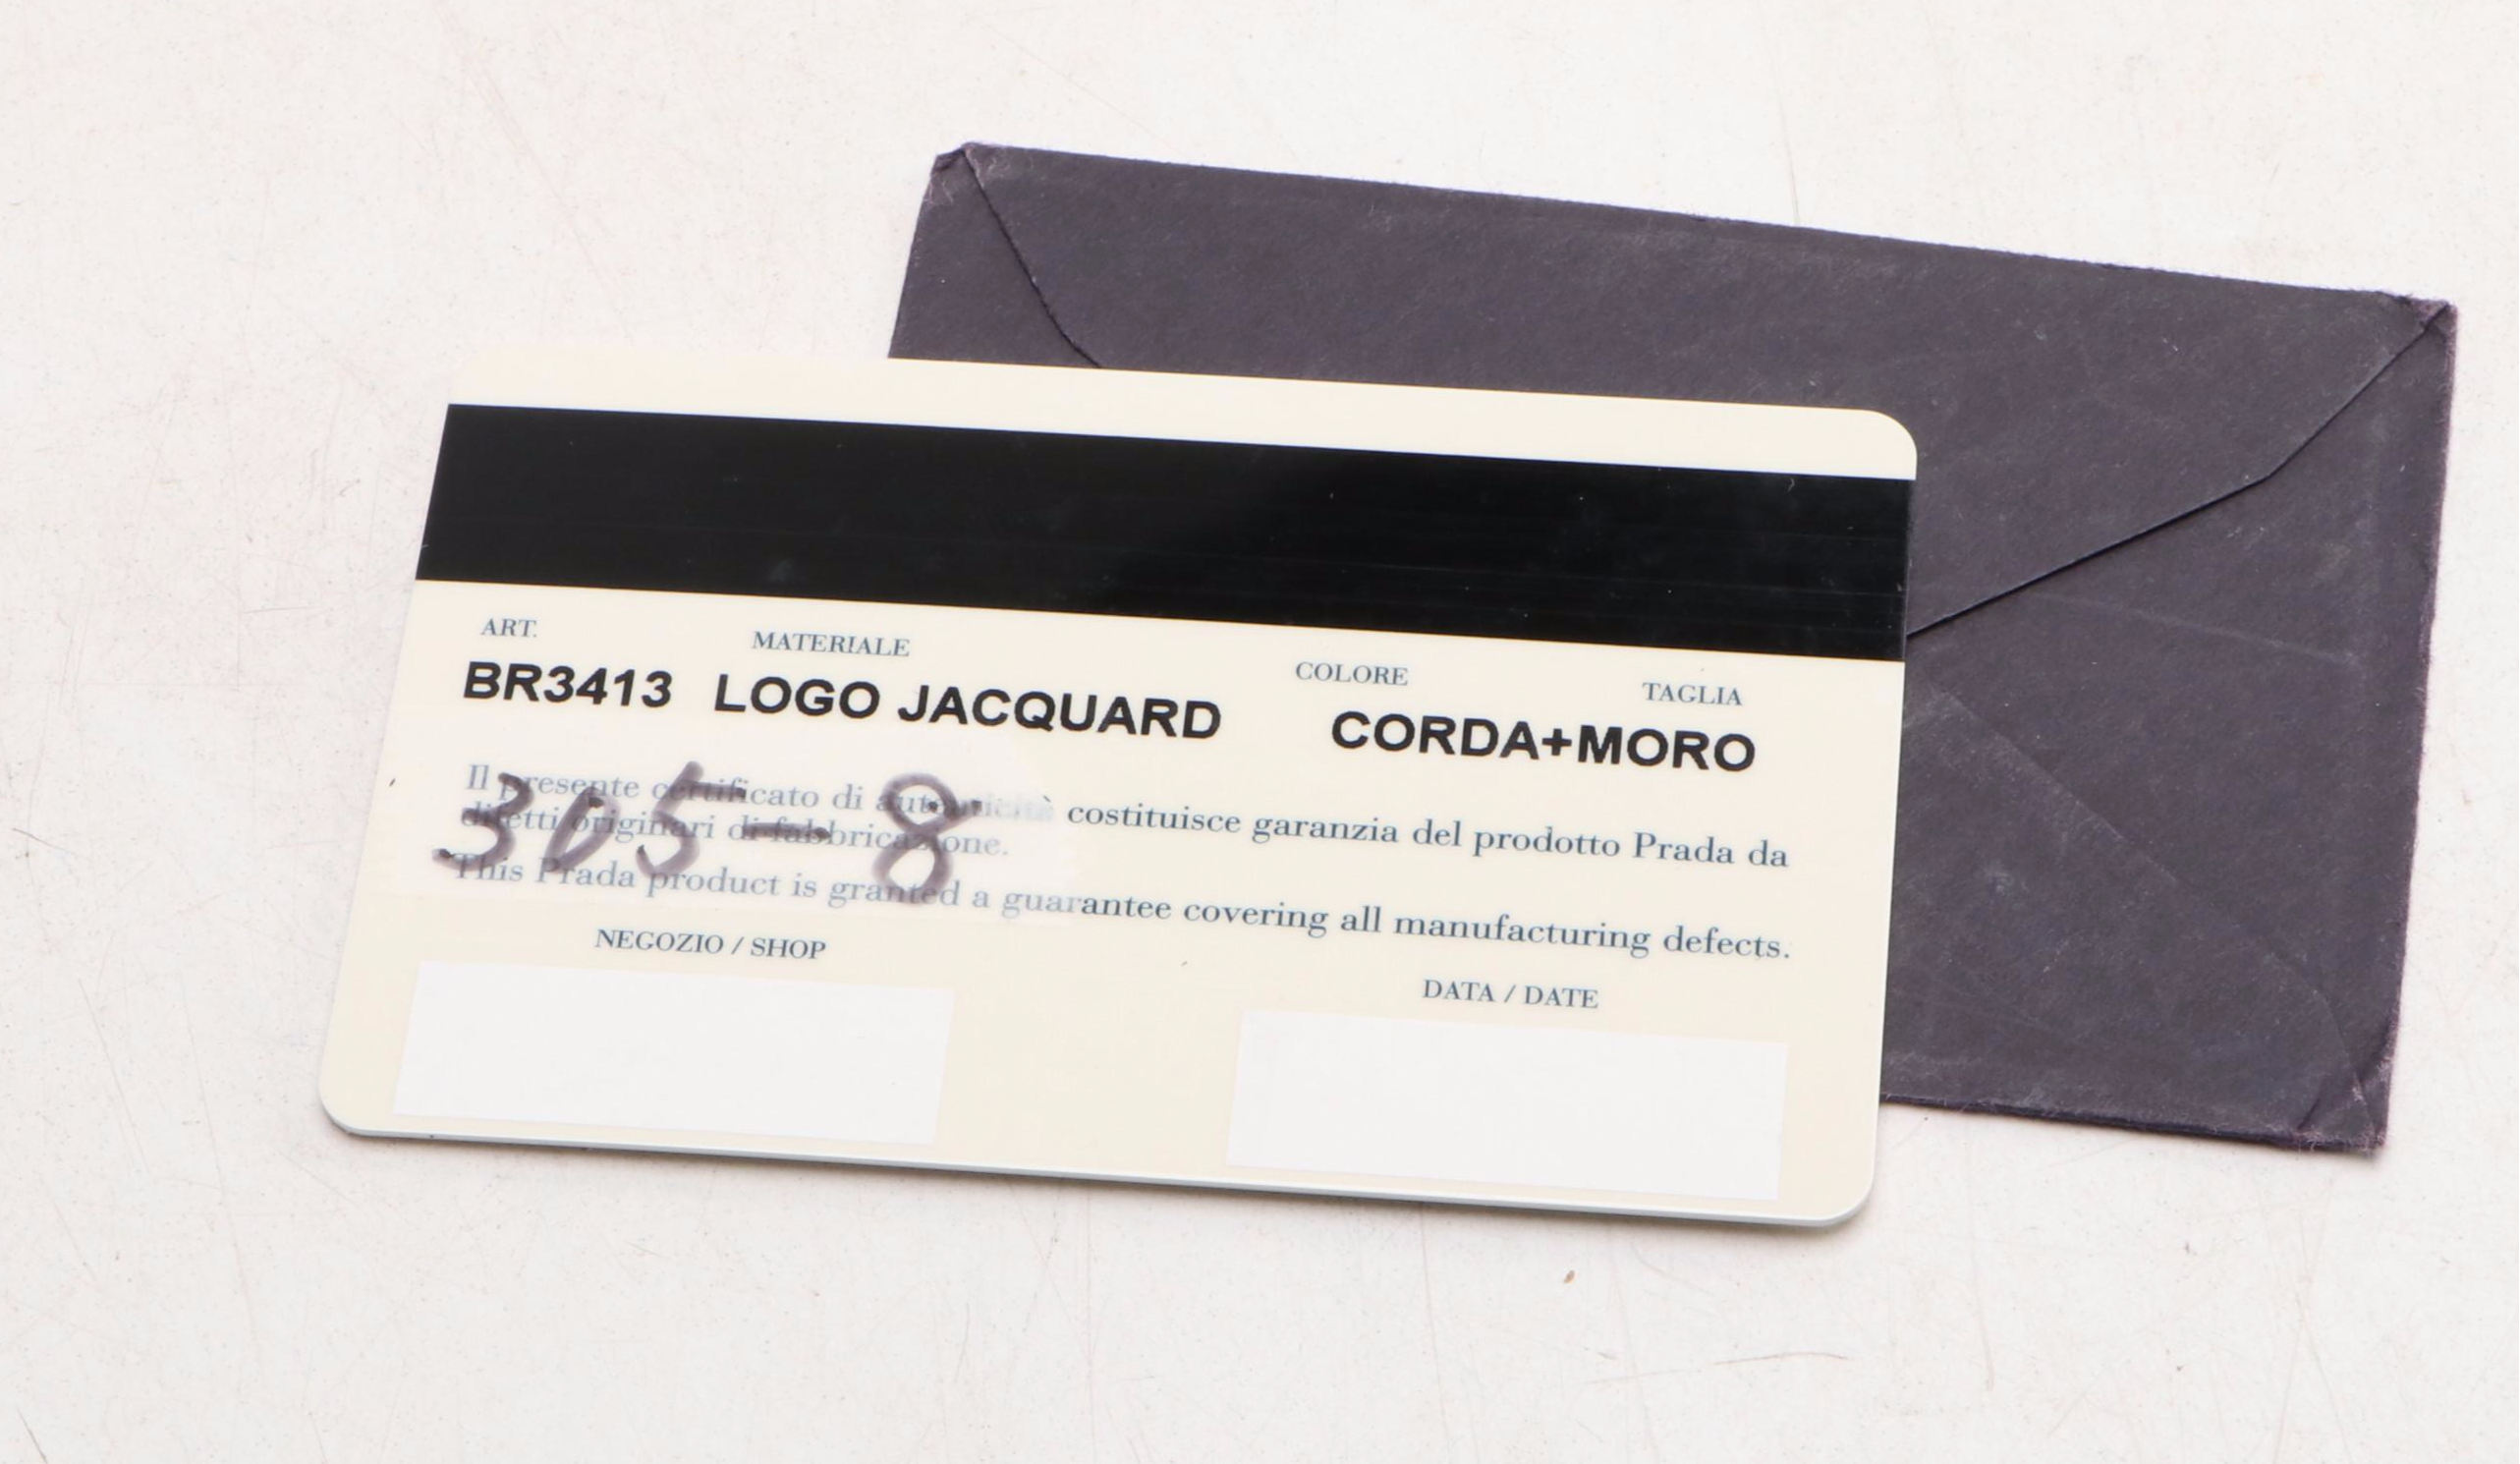 ART. MATERIALE COLORE TAGLIA
BR3413 LOGO JACQUARD CORDA+MORO
Il presente certificato di autenticità costituisce garanzia del prodotto Prada da
difetti originari di fabbricazione.
305-8
This Prada product is granted a guarantee covering all manufacturing defects.
NEGOZIO / SHOP DATA / DATE